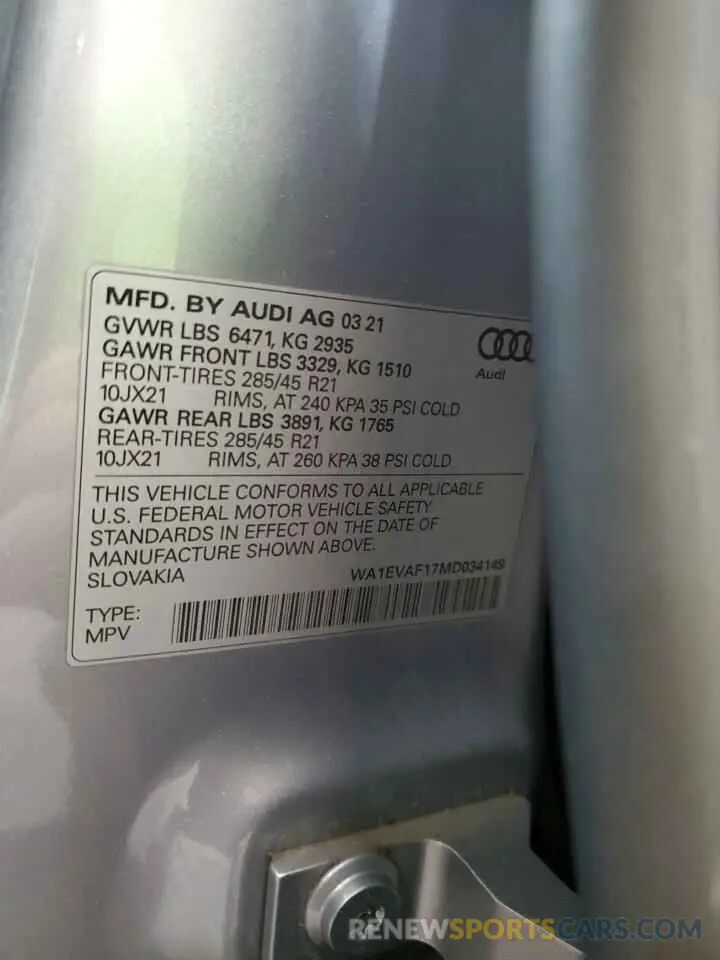 MFD. BY AUDI AG 03 21
GVWR LBS 6471, KG 2935
GAWR FRONT LBS 3329, KG 1510
FRONT-TIRES 285/45 R21
10JX21 RIMS, AT 240 KPA 35 PSI COLD
GAWR REAR LBS 3891, KG 1765
REAR-TIRES 285/45 R21
10JX21 RIMS, AT 260 KPA 38 PSI COLD
Audi
THIS VEHICLE CONFORMS TO ALL APPLICABLE
U.S. FEDERAL MOTOR VEHICLE SAFETY
STANDARDS IN EFFECT ON THE DATE OF
MANUFACTURE SHOWN ABOVE.
SLOVAKIA WA1EVAF17MD034149
TYPE:
MPV
RENEWSPORTSCARS.COM